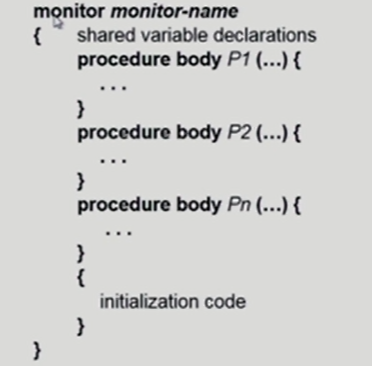 monitor monitor-name
{ shared variable declarations
procedure body P1 (...) {
...
}
procedure body P2 (...) {
...
}
procedure body Pn (...) {
...
}
{
initialization code
}
}